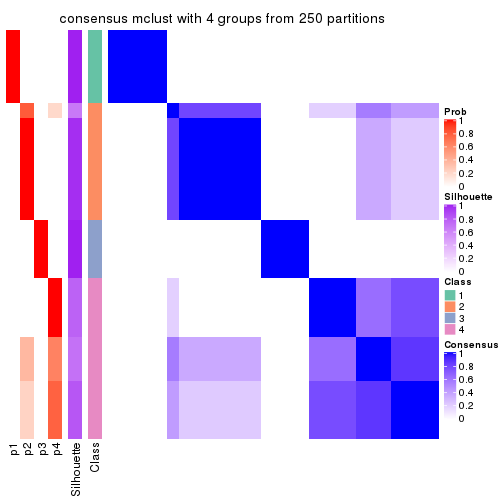 consensus mclust with 4 groups from 250 partitions
Prob
1
0.8
0.6
0.4
0.2
0
Silhouette
1
0.8
0.6
0.4
0.2
0
Class
1
2
3
4
Consensus
1
0.8
0.6
0.4
0.2
0
p1
p2
p3
p4
Silhouette
Class